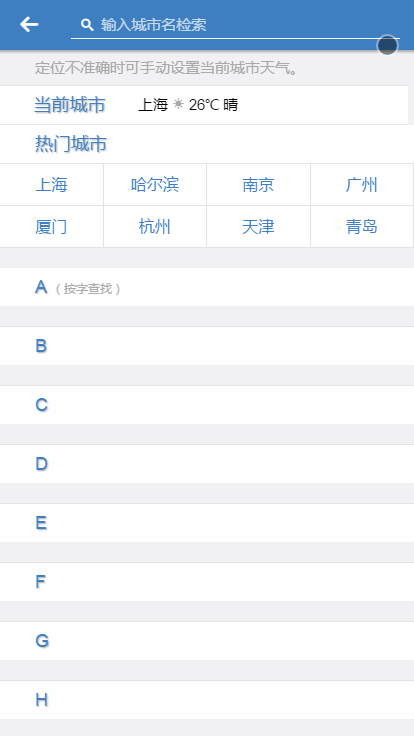 输入城市名检索
定位不准确时可手动设置当前城市天气。
当前城市 上海 26℃ 晴
热门城市
上海 哈尔滨 南京 广州
厦门 杭州 天津 青岛
A（按字查找）
B
C
D
E
F
G
H